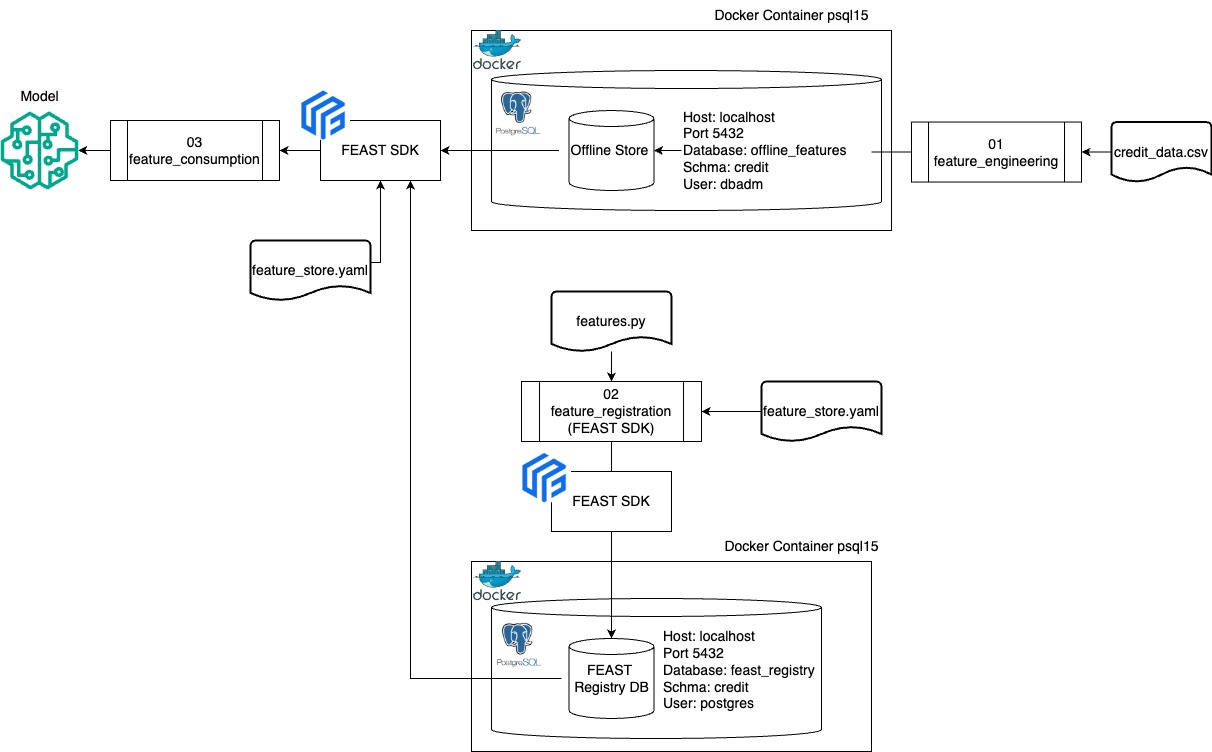 Docker Container psql15
docker
Model
PostgreSQL
Host: localhost
Port 5432
Database: offline_features
Schma: credit
User: dbadm
Offline Store
03
feature_consumption
FEAST SDK
01
feature_engineering
credit_data.csv
feature_store.yaml
features.py
02
feature_registration
(FEAST SDK)
feature_store.yaml
FEAST SDK
Docker Container psql15
docker
PostgreSQL
FEAST
Registry DB
Host: localhost
Port 5432
Database: feast_registry
Schma: credit
User: postgres